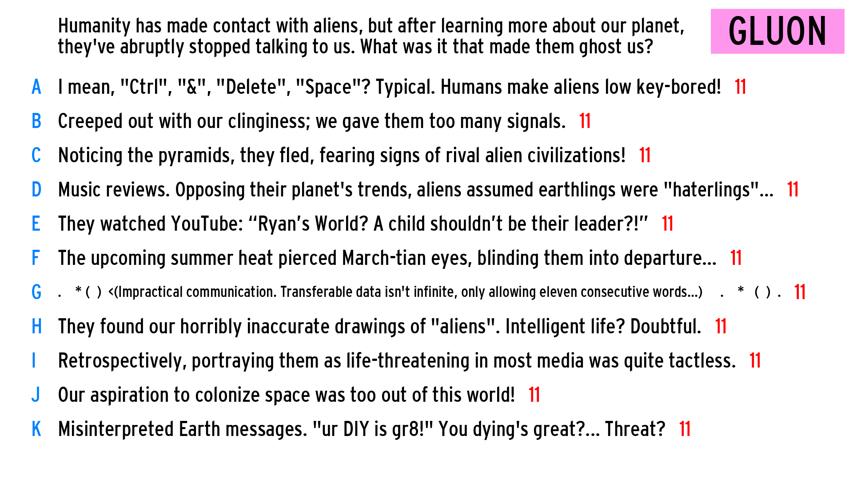 Humanity has made contact with aliens, but after learning more about our planet,
they've abruptly stopped talking to us. What was it that made them ghost us?
GLUON
A I mean, "Ctrl", "&", "Delete", "Space"? Typical. Humans make aliens low key-bored! 11
B Creeped out with our clinginess; we gave them too many signals. 11
C Noticing the pyramids, they fled, fearing signs of rival alien civilizations! 11
D Music reviews. Opposing their planet's trends, aliens assumed earthlings were "haterlings"... 11
E They watched YouTube: “Ryan’s World? A child shouldn’t be their leader?!” 11
F The upcoming summer heat pierced March-tian eyes, blinding them into departure... 11
G . *( ) <(Impractical communication. Transferable data isn't infinite, only allowing eleven consecutive words...) . * ( ) . 11
H They found our horribly inaccurate drawings of "aliens". Intelligent life? Doubtful. 11
I Retrospectively, portraying them as life-threatening in most media was quite tactless. 11
J Our aspiration to colonize space was too out of this world! 11
K Misinterpreted Earth messages. "ur DIY is gr8!" You dying's great?... Threat? 11